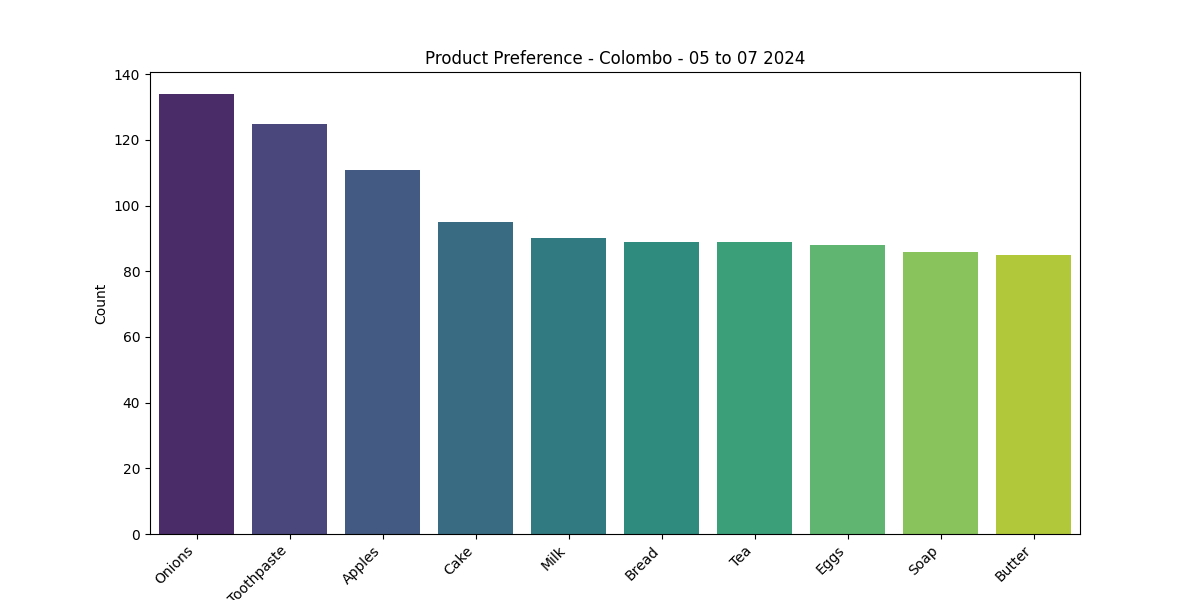 Product Preference - Colombo - 05 to 07 2024
140
120
100
80
60
40
20
0
Count
Onions
Toothpaste
Apples
Cake
Milk
Bread
Tea
Eggs
Soap
Butter